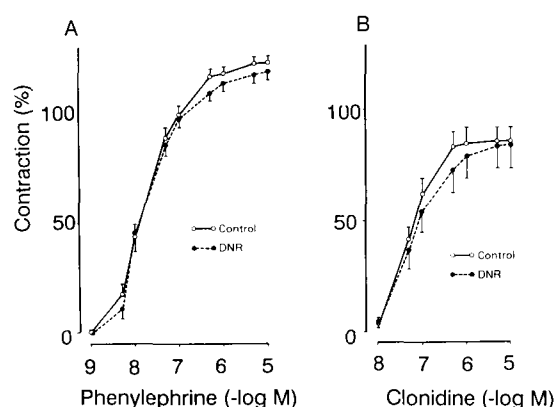 A
Contraction (%)
100
50
0
Control
DNR
9 8 7 6 5
Phenylephrine (-log M)
B
100
50
0
Control
DNR
8 7 6 5
Clonidine (-log M)